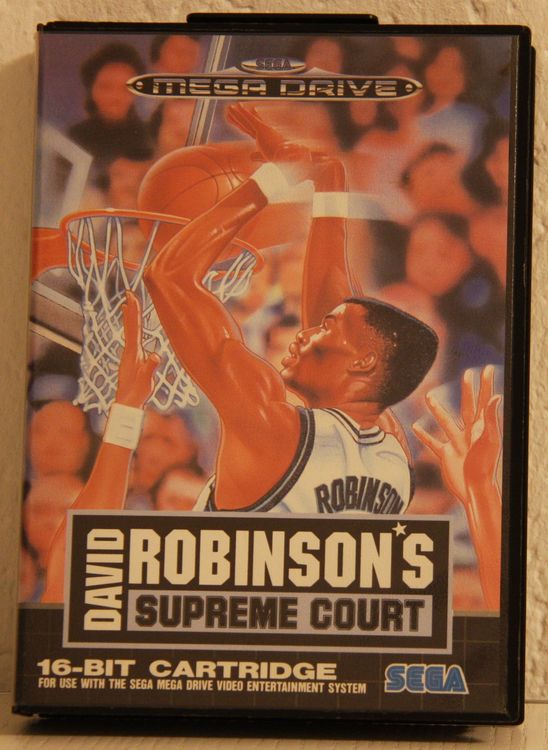 SEGA
MEGA DRIVE
ROBINSON
DAVID
ROBINSON'S
SUPREME COURT
16-BIT CARTRIDGE
FOR USE WITH THE SEGA MEGA DRIVE VIDEO ENTERTAINMENT SYSTEM
SEGA